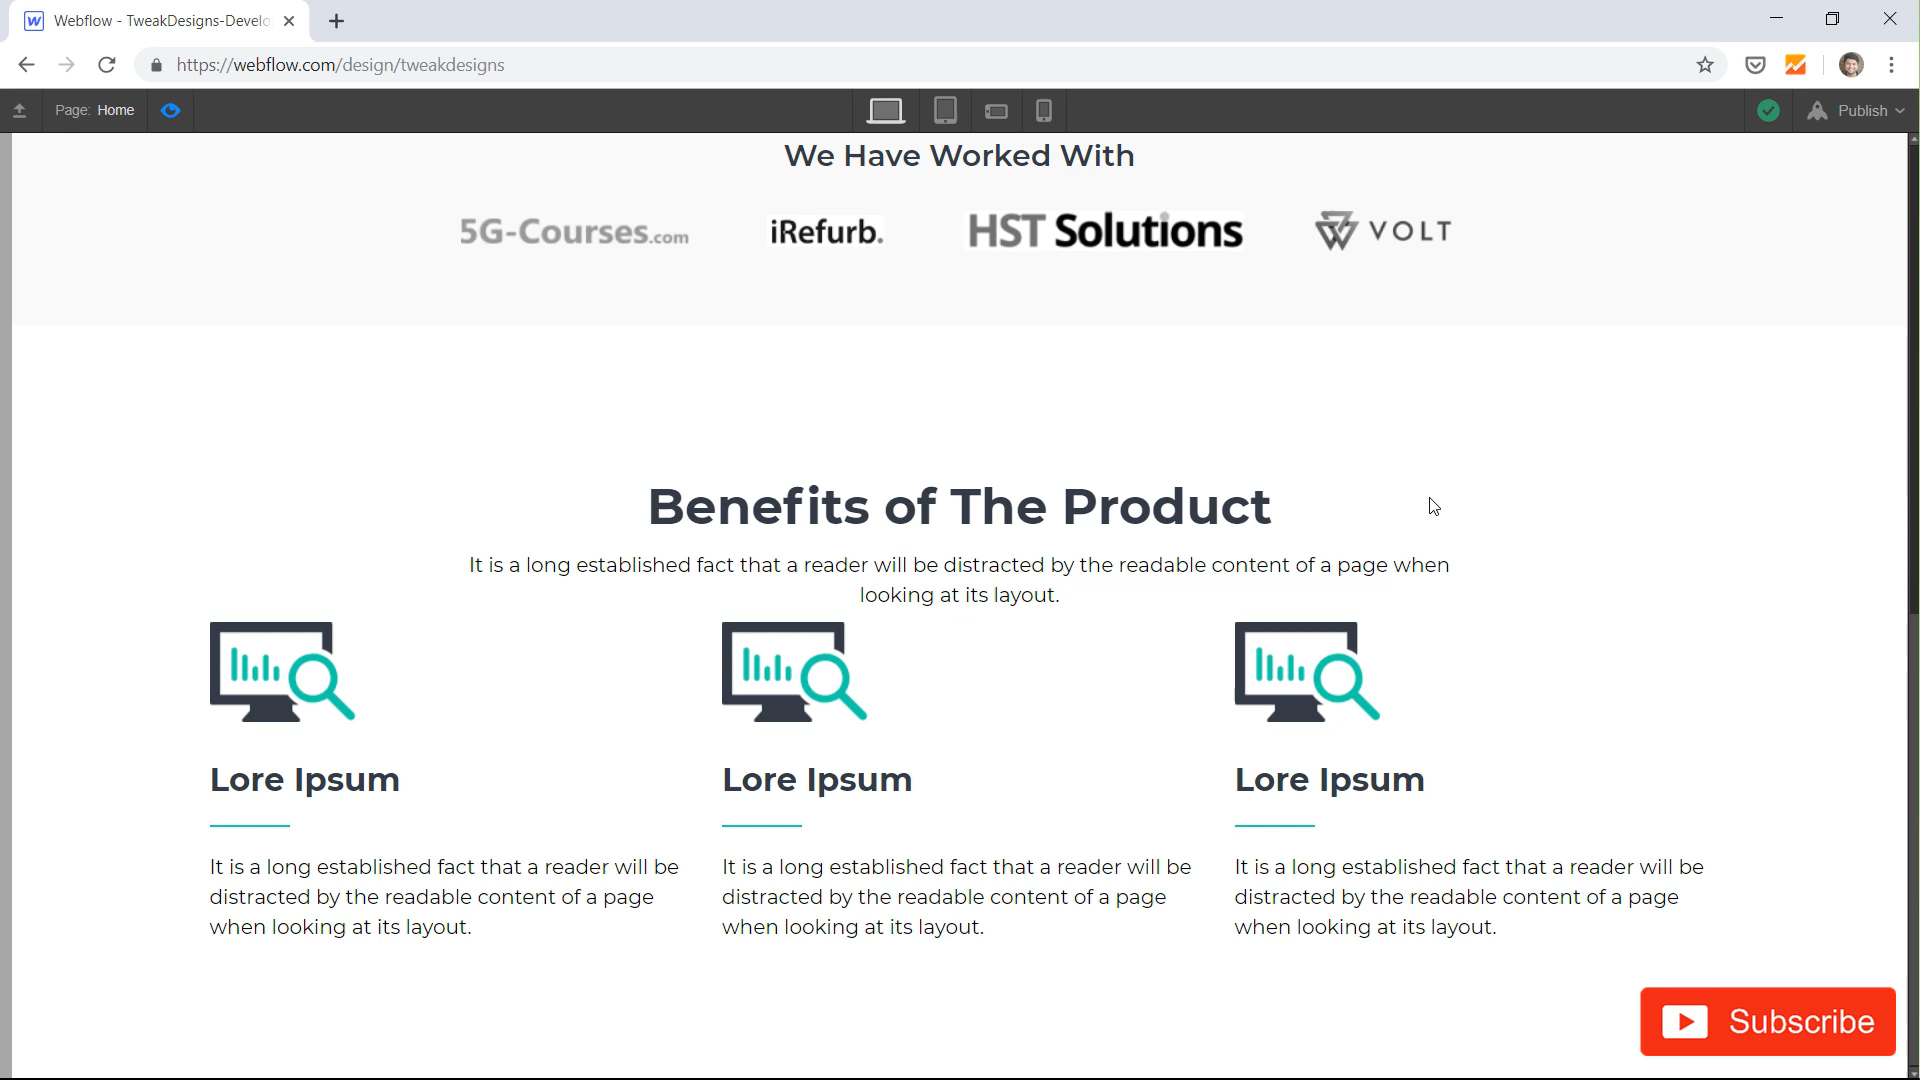 Webflow - TweakDesigns-Develo
https://webflow.com/design/tweakdesigns
Page: Home
Publish
We Have Worked With
5G-Courses.com
iRefurb.
HST Solutions
VOLT
Benefits of The Product
It is a long established fact that a reader will be distracted by the readable content of a page when
looking at its layout.
Lore Ipsum
Lore Ipsum
Lore Ipsum
It is a long established fact that a reader will be
distracted by the readable content of a page
when looking at its layout.
It is a long established fact that a reader will be
distracted by the readable content of a page
when looking at its layout.
It is a long established fact that a reader will be
distracted by the readable content of a page
when looking at its layout.
Subscribe